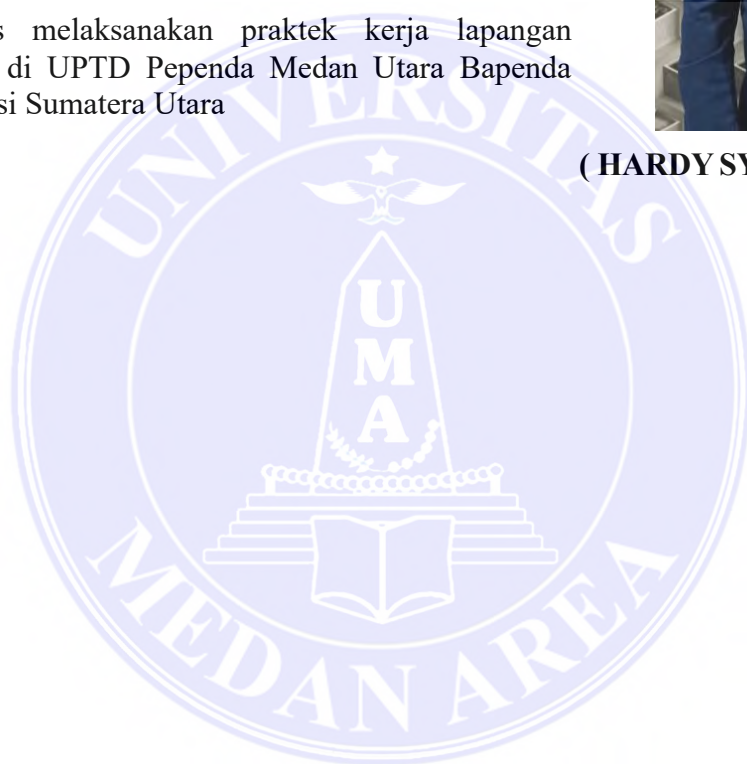 s melaksanakan praktek kerja lapangan
di UPTD Pependa Medan Utara Bapenda
si Sumatera Utara
( HARDY SY
UNIVERSITAS
U
M
A
MEDAN AREA